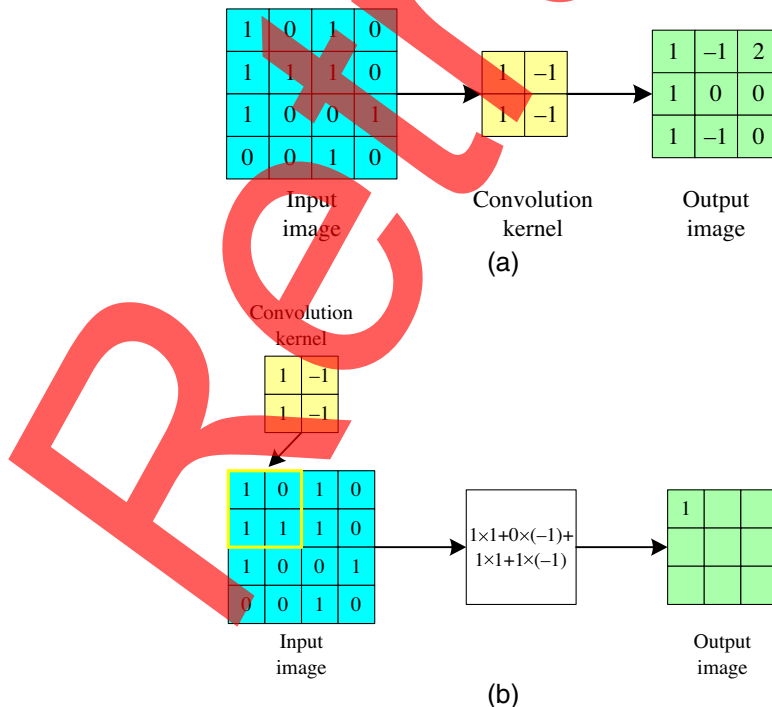 1 0 1 0
1 1 1 0
1 0 0 1
0 0 1 0
Input
image
1 –1
1 –1
Convolution
kernel
1 –1 2
1 0 0
1 –1 0
Output
image
(a)
Convolution
kernel
1 –1
1 –1
1 0 1 0
1 1 1 0
1 0 0 1
0 0 1 0
Input
image
1×1+0×(−1)+
1×1+1×(−1)
1
Output
image
(b)
Ret